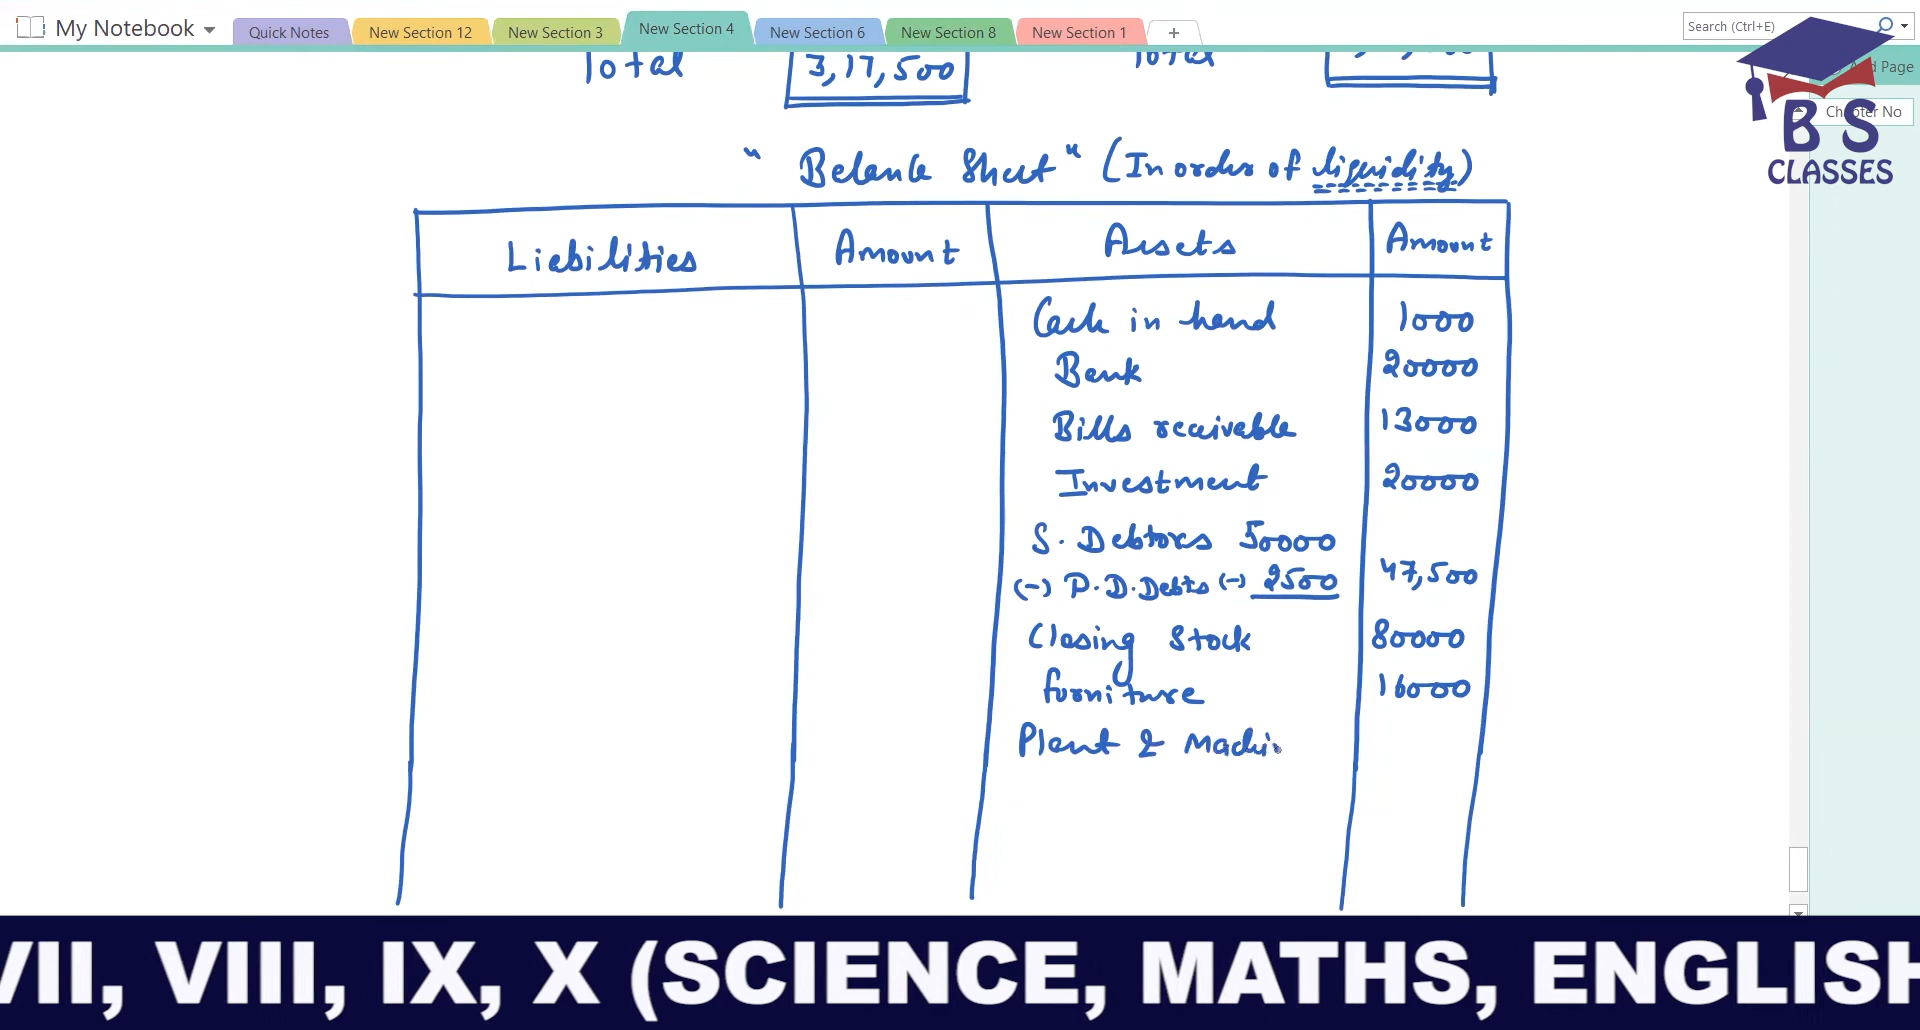 My Notebook
Quick Notes New Section 12 New Section 3 New Section 4 New Section 6 New Section 8 New Section 1 +
Search (Ctrl+E)
d Page
Chapter No
B S
CLASSES
Total 3,17,500 Total
" Balance Sheet " (In order of liquidity)
Liabilities Amount Assets Amount
Cash in hand 1000
Bank 20000
Bills receivable 13000
Investment 20000
S. Debtors 50000
(-) P.D.Debts (-) 2500 47,500
Closing Stock 80000
furniture 16000
Plant & Machi
VII, VIII, IX, X (SCIENCE, MATHS, ENGLISH